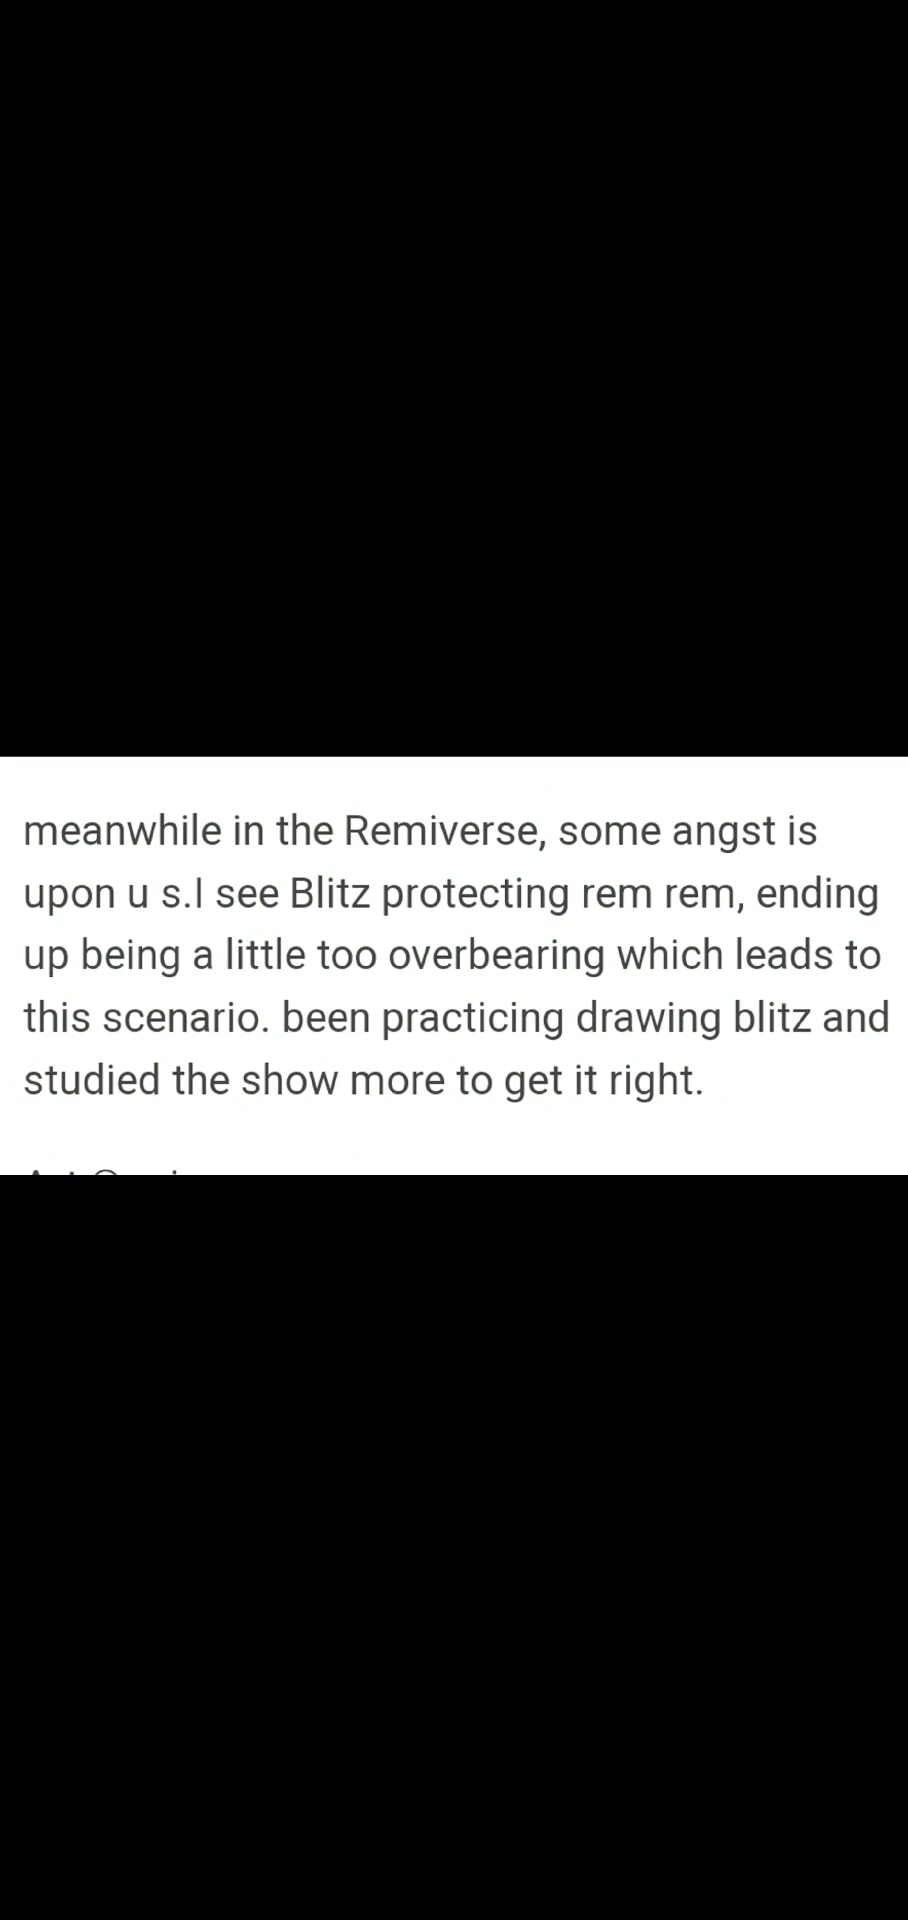 meanwhile in the Remiverse, some angst is
upon u s.I see Blitz protecting rem rem, ending
up being a little too overbearing which leads to
this scenario. been practicing drawing blitz and
studied the show more to get it right.